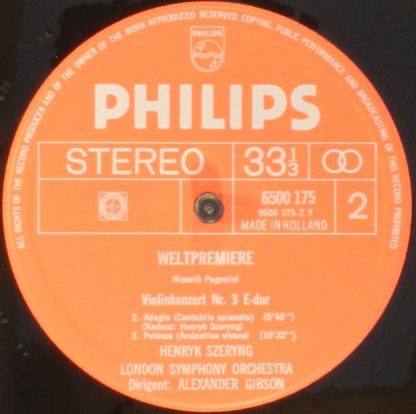 ALL RIGHTS OF THE RECORD PRODUCER AND OF THE OWNER OF THE WORK REPRODUCED RESERVED COPYING, PUBLIC PERFORMANCE AND BROADCASTING OF THIS RECORD PROHIBITED
PHILIPS
PHILIPS
STEREO 33 1/3
6500 175
6500 175.2 Y
MADE IN HOLLAND
2
WELTPREMIERE
Niccolò Paganini
Violinkonzert Nr. 3 E-dur
2. Adagio (Cantabile spianato) (5'46")
(Kadenz: Henryk Szeryng)
3. Polacca (Andantino vivace) (10'32")
HENRYK SZERYNG
LONDON SYMPHONY ORCHESTRA
Dirigent: ALEXANDER GIBSON